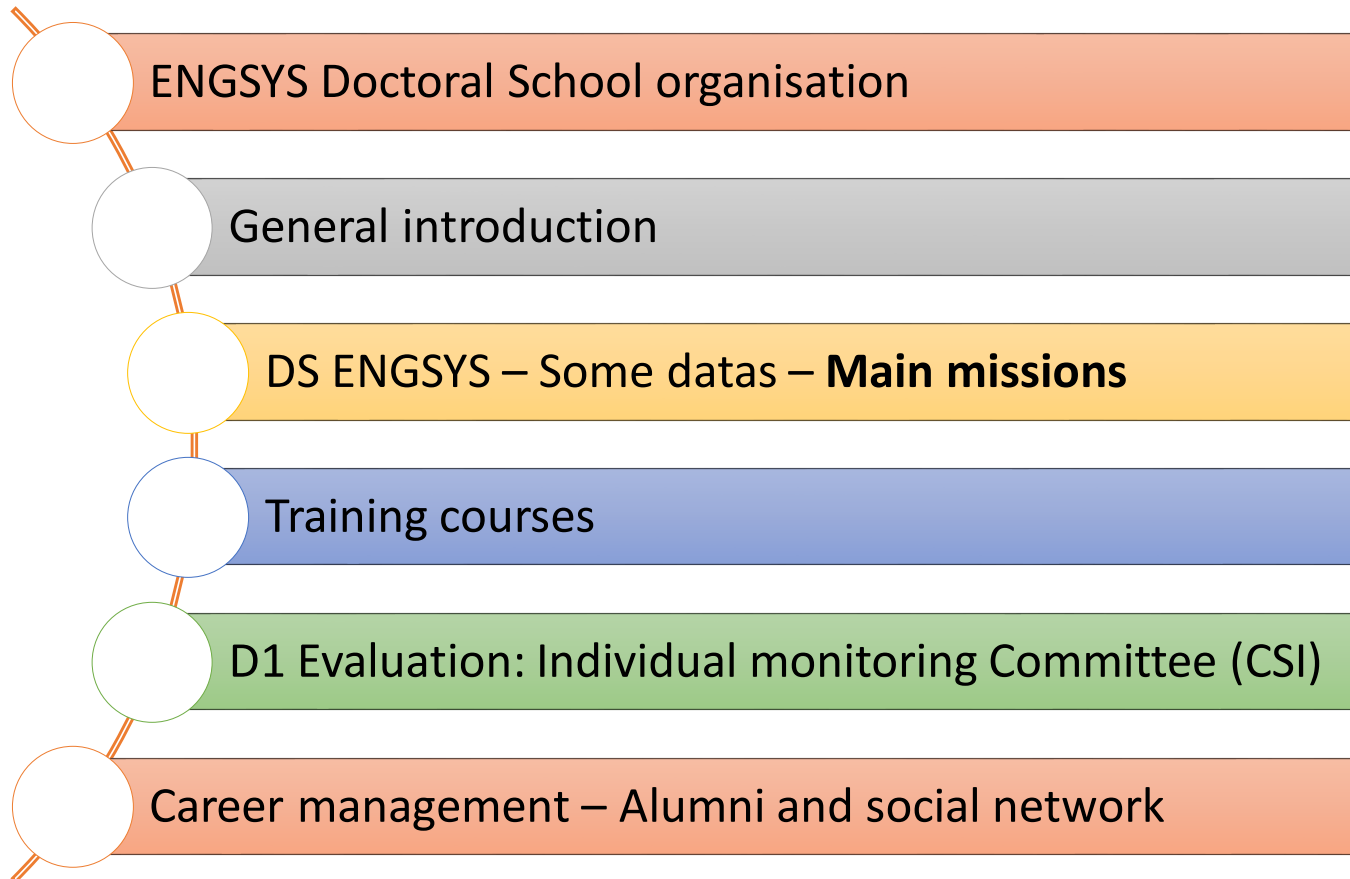 ENGSYS Doctoral School organisation
General introduction
DS ENGSYS – Some datas – Main missions
Training courses
D1 Evaluation: Individual monitoring Committee (CSI)
Career management – Alumni and social network